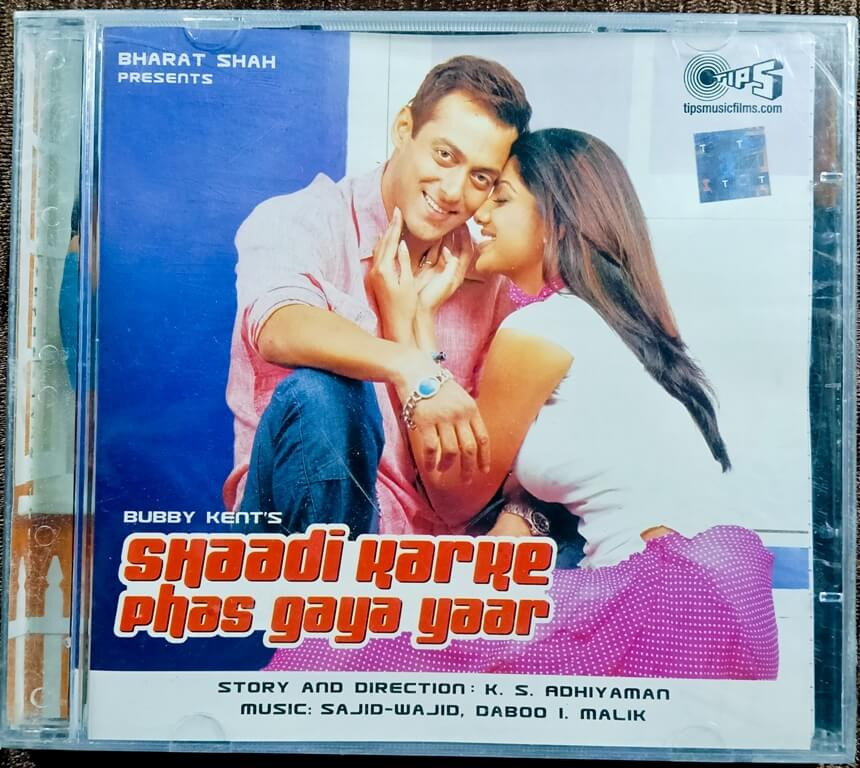 BHARAT SHAH
PRESENTS
TIPS
tipsmusicfilms.com
T T
T C T
BUBBY KENT'S
SHaadi KarKe
PHas gaya yaar
STORY AND DIRECTION: K. S. ADHIYAMAN
MUSIC: SAJID-WAJID, DABOO I. MALIK